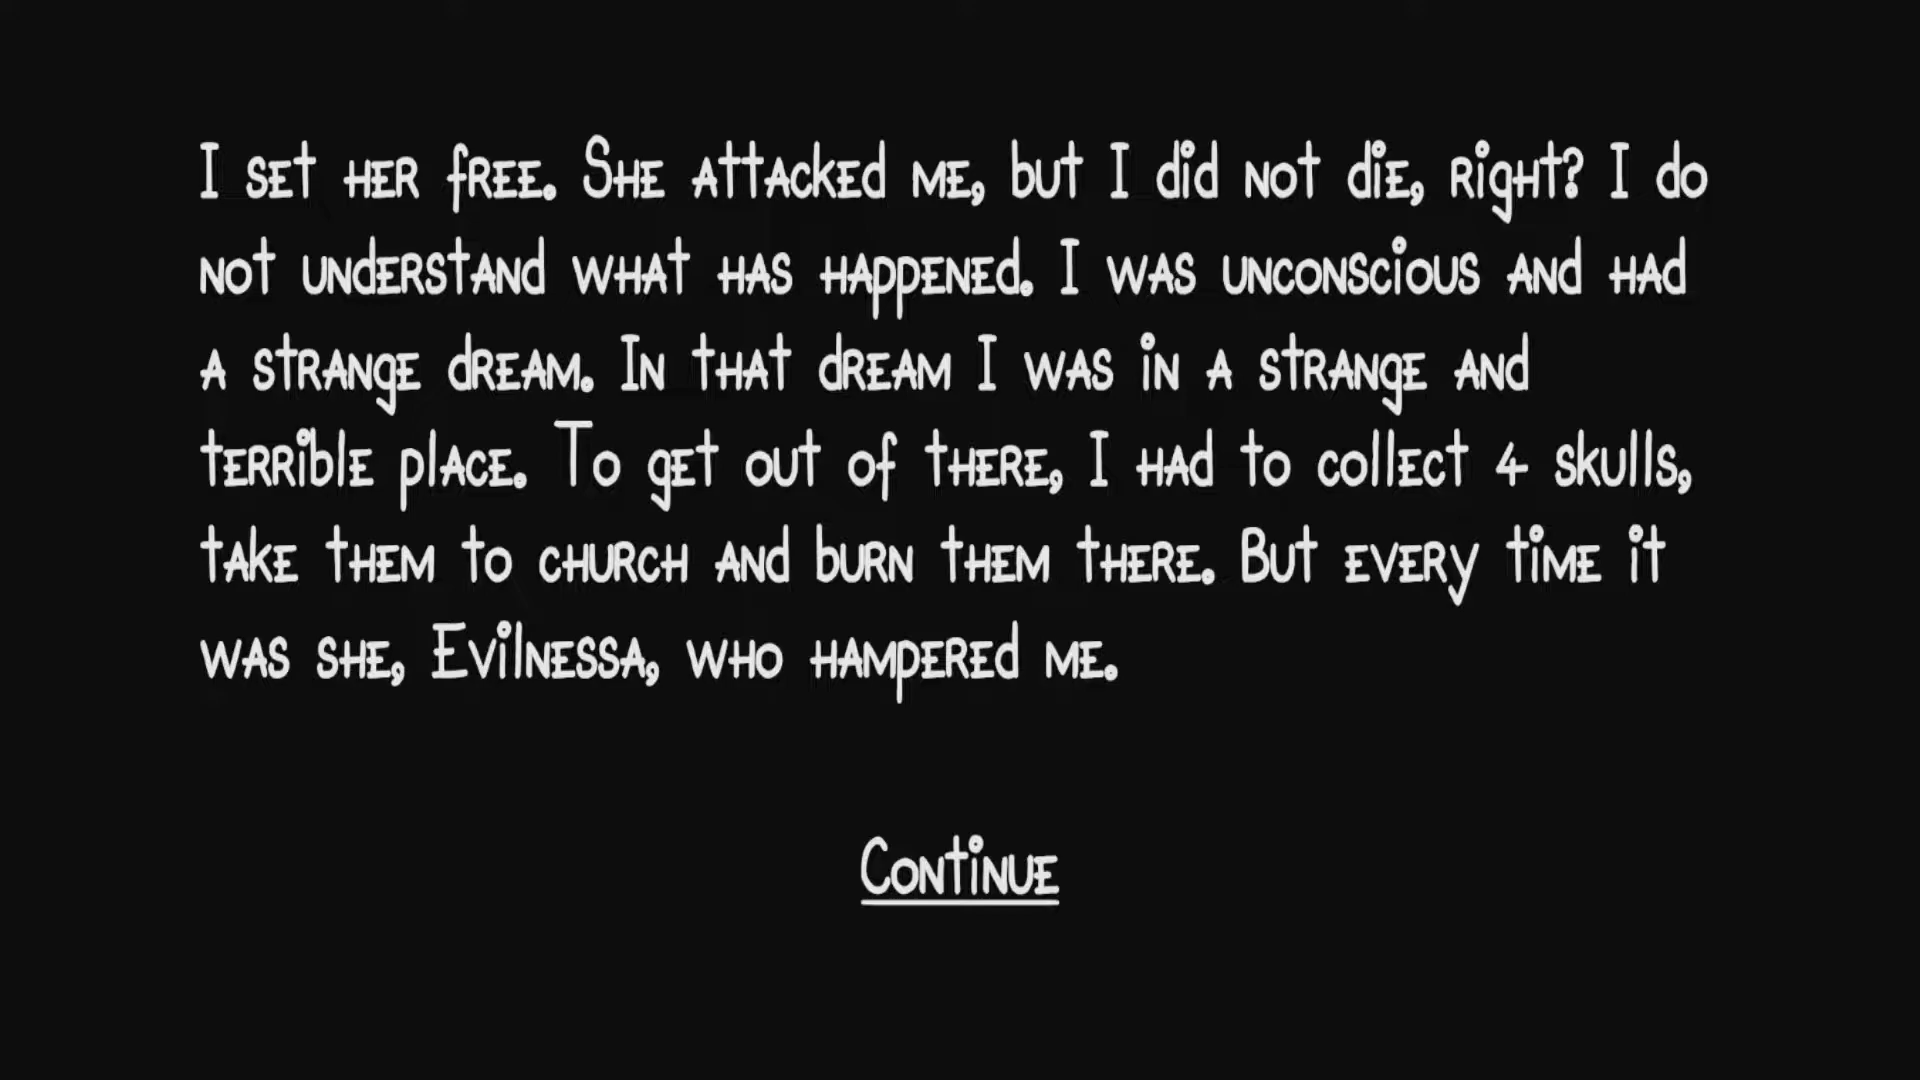 I set her free. She attacked me, but I did not die, right? I do
not understand what has happened. I was unconscious and had
a strange dream. In that dream I was in a strange and
terrible place. To get out of there, I had to collect 4 skulls,
take them to church and burn them there. But every time it
was she, Evilnessa, who hampered me.
Continue